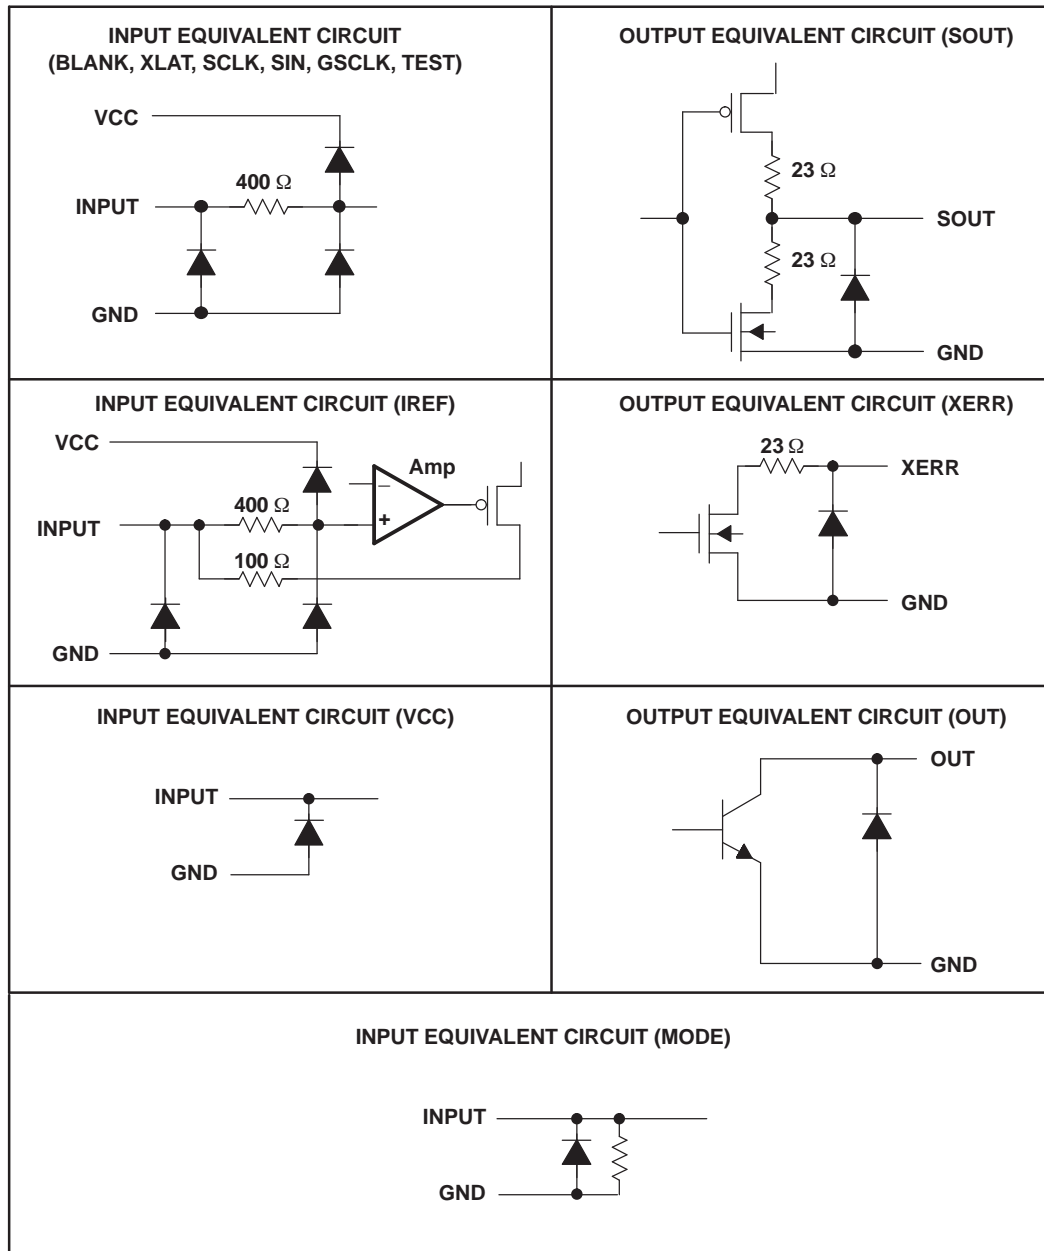 INPUT EQUIVALENT CIRCUIT
(BLANK, XLAT, SCLK, SIN, GSCLK, TEST)
VCC
400 Ω
INPUT
GND
OUTPUT EQUIVALENT CIRCUIT (SOUT)
23 Ω
SOUT
23 Ω
GND
INPUT EQUIVALENT CIRCUIT (IREF)
VCC
Amp
400 Ω
INPUT
100 Ω
GND
OUTPUT EQUIVALENT CIRCUIT (XERR)
23 Ω
XERR
GND
INPUT EQUIVALENT CIRCUIT (VCC)
INPUT
GND
OUTPUT EQUIVALENT CIRCUIT (OUT)
OUT
GND
INPUT EQUIVALENT CIRCUIT (MODE)
INPUT
GND